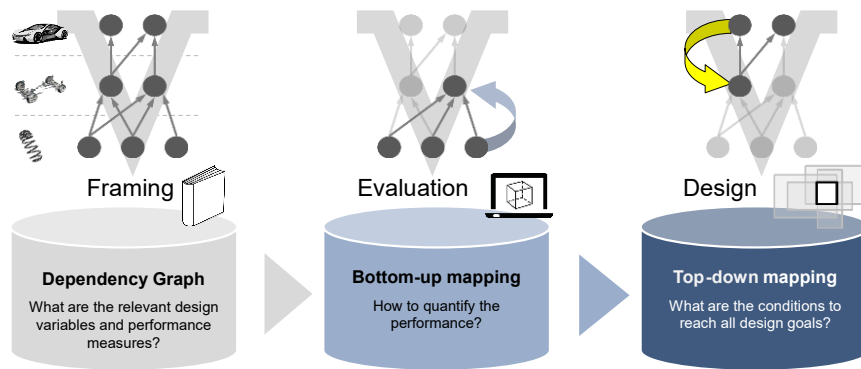 Framing
Evaluation
Design
Dependency Graph
What are the relevant design
variables and performance
measures?
Bottom-up mapping
How to quantify the
performance?
Top-down mapping
What are the conditions to
reach all design goals?